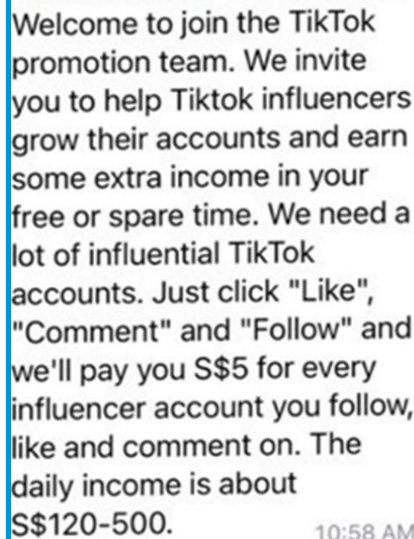 Welcome to join the TikTok
promotion team. We invite
you to help Tiktok influencers
grow their accounts and earn
some extra income in your
free or spare time. We need a
lot of influential TikTok
accounts. Just click "Like",
"Comment" and "Follow" and
we'll pay you S$5 for every
influencer account you follow,
like and comment on. The
daily income is about
S$120-500.
10:58 AM